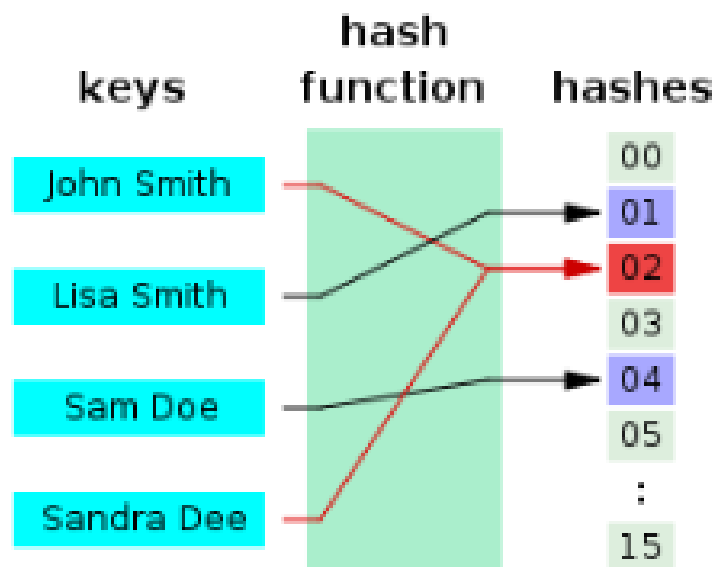 keys
hash
function
hashes
John Smith
Lisa Smith
Sam Doe
Sandra Dee
00
01
02
03
04
05
:
15